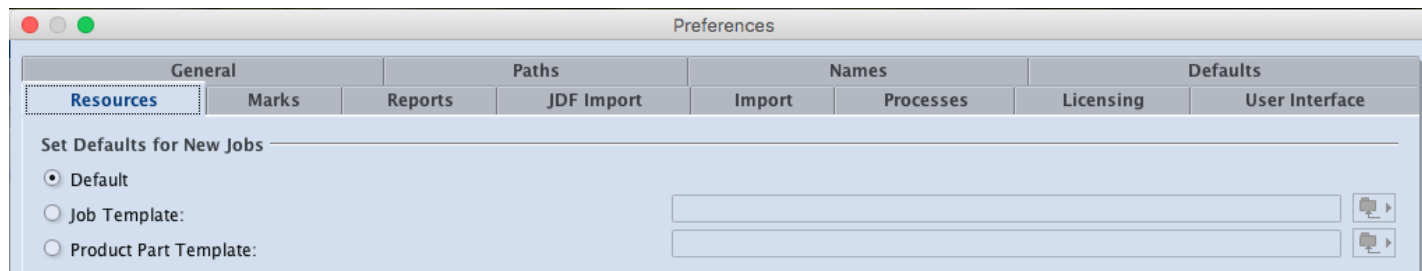 Preferences
General Paths Names Defaults
Resources Marks Reports JDF Import Import Processes Licensing User Interface
Set Defaults for New Jobs
Default
Job Template:
Product Part Template: